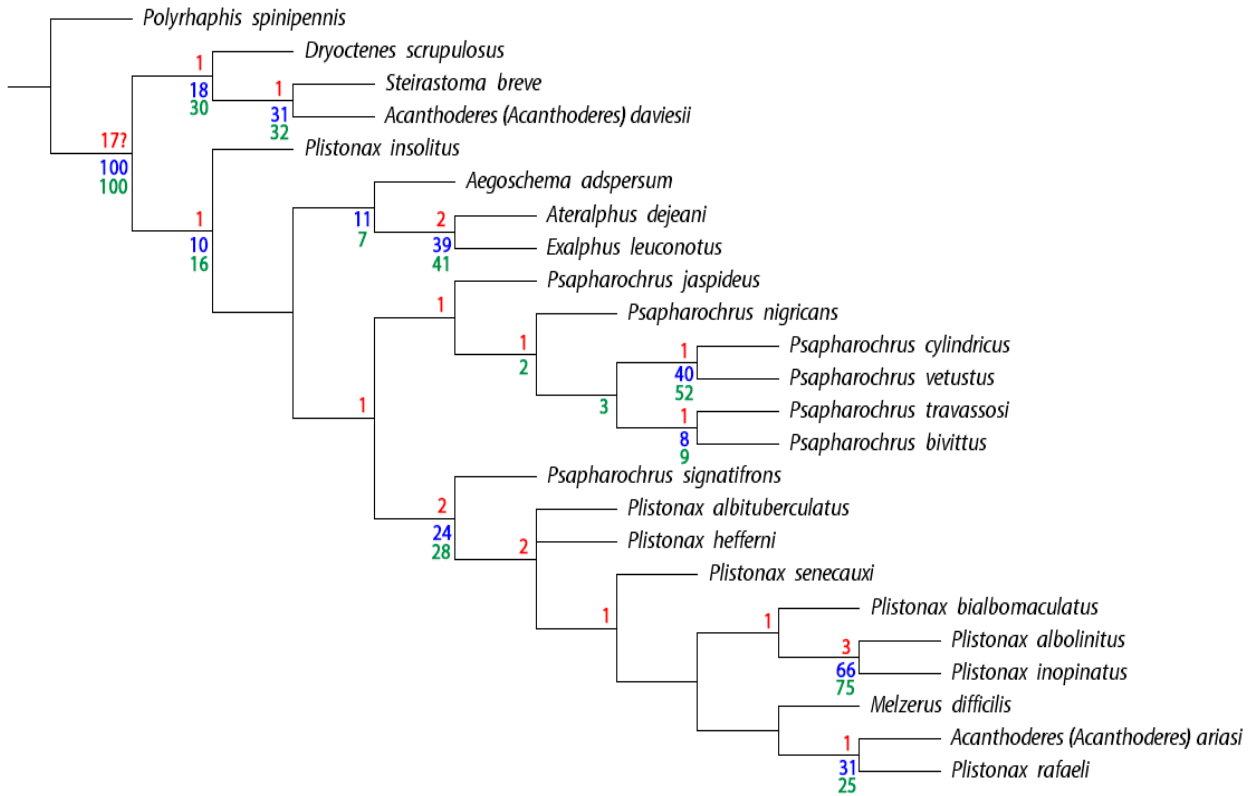 Polyrhaphis spinipennis
Dryoctenes scrupulosus
1
18
30
Steirastoma breve
1
31
32
Acanthoderes (Acanthoderes) daviesii
17?
100
100
Plistonax insolitus
Aegoschema adspersum
11
7
Ateralphus dejeani
2
39
41
Exalphus leuconotus
1
10
16
Psapharochrus jaspideus
1
Psapharochrus nigricans
1
2
Psapharochrus cylindricus
1
40
52
Psapharochrus vetustus
3
Psapharochrus travassosi
1
8
9
Psapharochrus bivittus
1
Psapharochrus signatifrons
2
24
28
Plistonax albituberculatus
Plistonax hefferni
2
Plistonax senecauxi
1
Plistonax bialbomaculatus
1
Plistonax albolinitus
3
66
75
Plistonax inopinatus
Melzerus difficilis
Acanthoderes (Acanthoderes) ariasi
1
31
25
Plistonax rafaeli